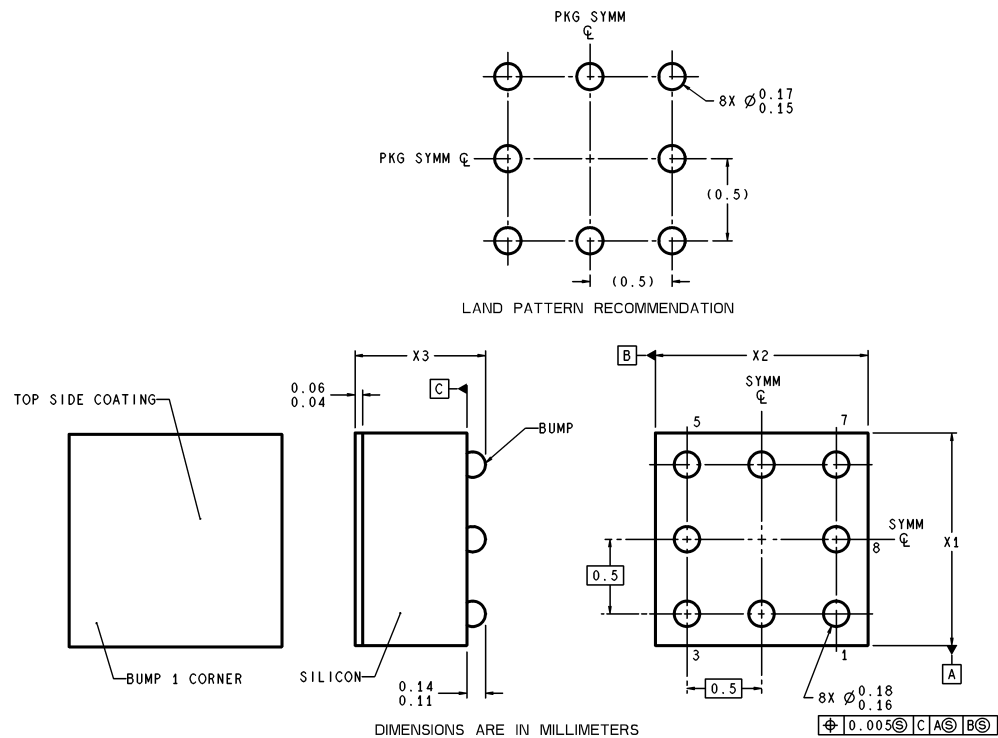 PKG SYMM
℄
8X Ø 0.17
0.15
PKG SYMM ℄
(0.5)
(0.5)
LAND PATTERN RECOMMENDATION
X3
B
X2
C
SYMM
℄
0.06
0.04
TOP SIDE COATING
5
7
BUMP
SYMM
℄
8
X1
0.5
3
1
BUMP 1 CORNER
SILICON
A
0.14
0.11
0.5
8X Ø 0.18
0.16
⌖ 0.005Ⓢ C AⓈ BⓈ
DIMENSIONS ARE IN MILLIMETERS